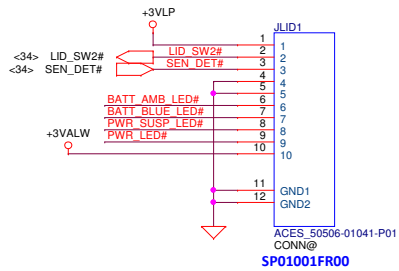 +3VLP
JLID1
1 1
<34> LID_SW2# LID_SW2# 2 2
<34> SEN_DET# SEN_DET# 3 3
4 4
5 5
BATT_AMB_LED# 6 6
BATT_BLUE_LED# 7 7
PWR_SUSP_LED# 8 8
PWR_LED# 9 9
+3VALW 10 10
11 GND1
12 GND2
ACES_50506-01041-P01
CONN@
SP01001FR00